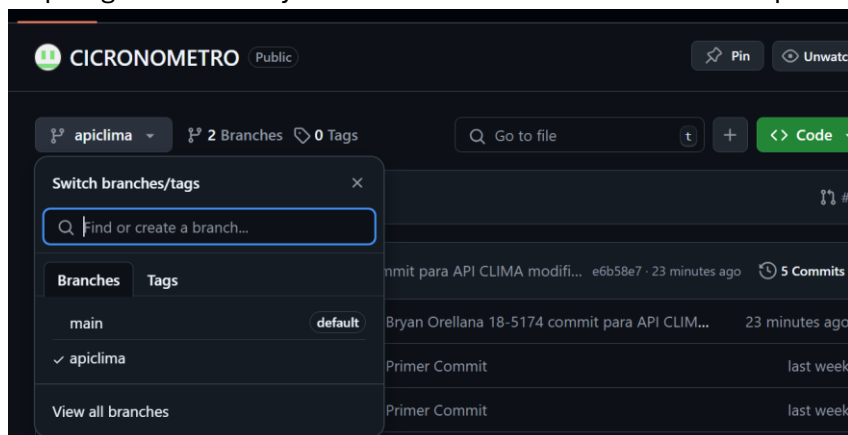 CICRONOMETRO Public Pin Unwatc
apiclima 2 Branches 0 Tags Go to file t + <> Code
Switch branches/tags
Find or create a branch...
Branches Tags
main default
apiclima
View all branches
para API CLIMA modifi... e6b58e7 · 23 minutes ago 5 Commits
Bryan Orellana 18-5174 commit para API CLIM... 23 minutes ago
Primer Commit last week
Primer Commit last week